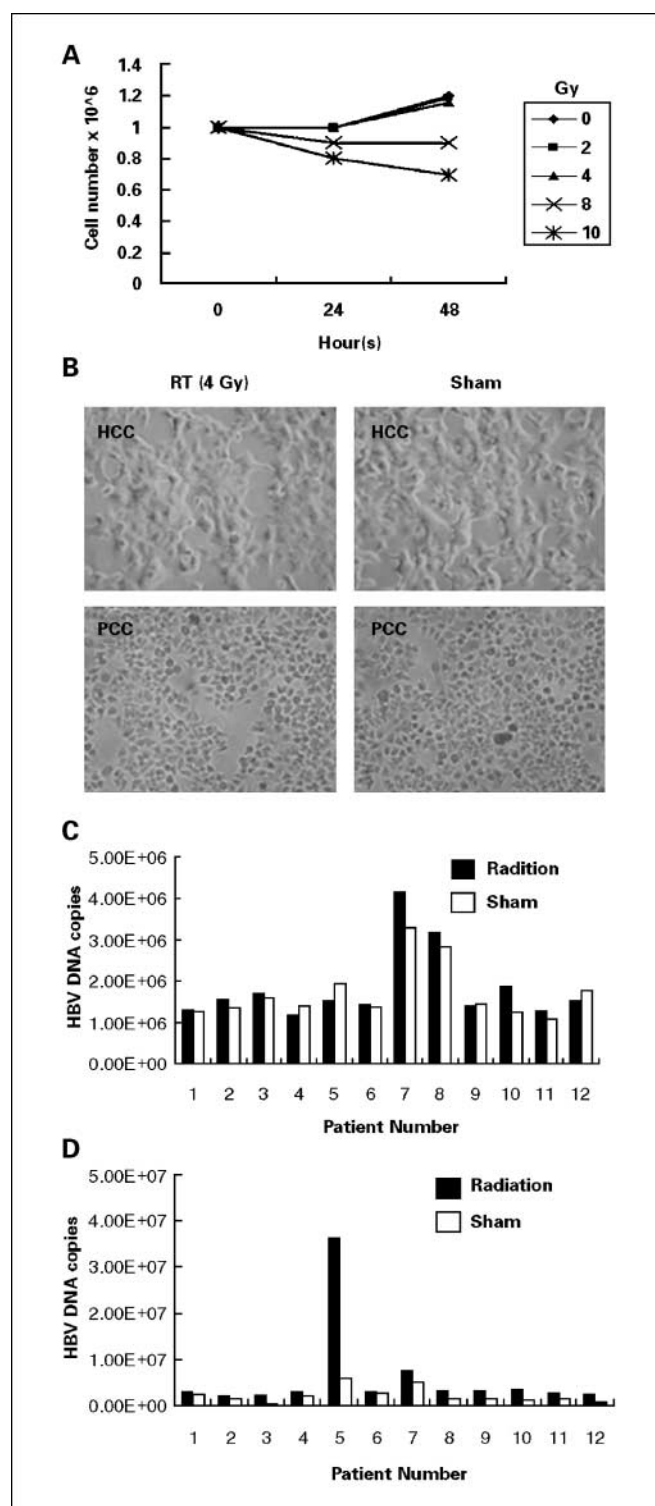 A
1.4
1.2
1
0.8
0.6
0.4
0.2
0
Cell number x 10^6
0 24 48
Hour(s)
Gy
0
2
4
8
10
B
RT (4 Gy) Sham
HCC HCC
PCC PCC
C
5.00E+06
4.00E+06
3.00E+06
2.00E+06
1.00E+06
0.00E+00
HBV DNA copies
Radition
Sham
1 2 3 4 5 6 7 8 9 10 11 12
Patient Number
D
5.00E+07
4.00E+07
3.00E+07
2.00E+07
1.00E+07
0.00E+00
HBV DNA copies
Radiation
Sham
1 2 3 4 5 6 7 8 9 10 11 12
Patient Number